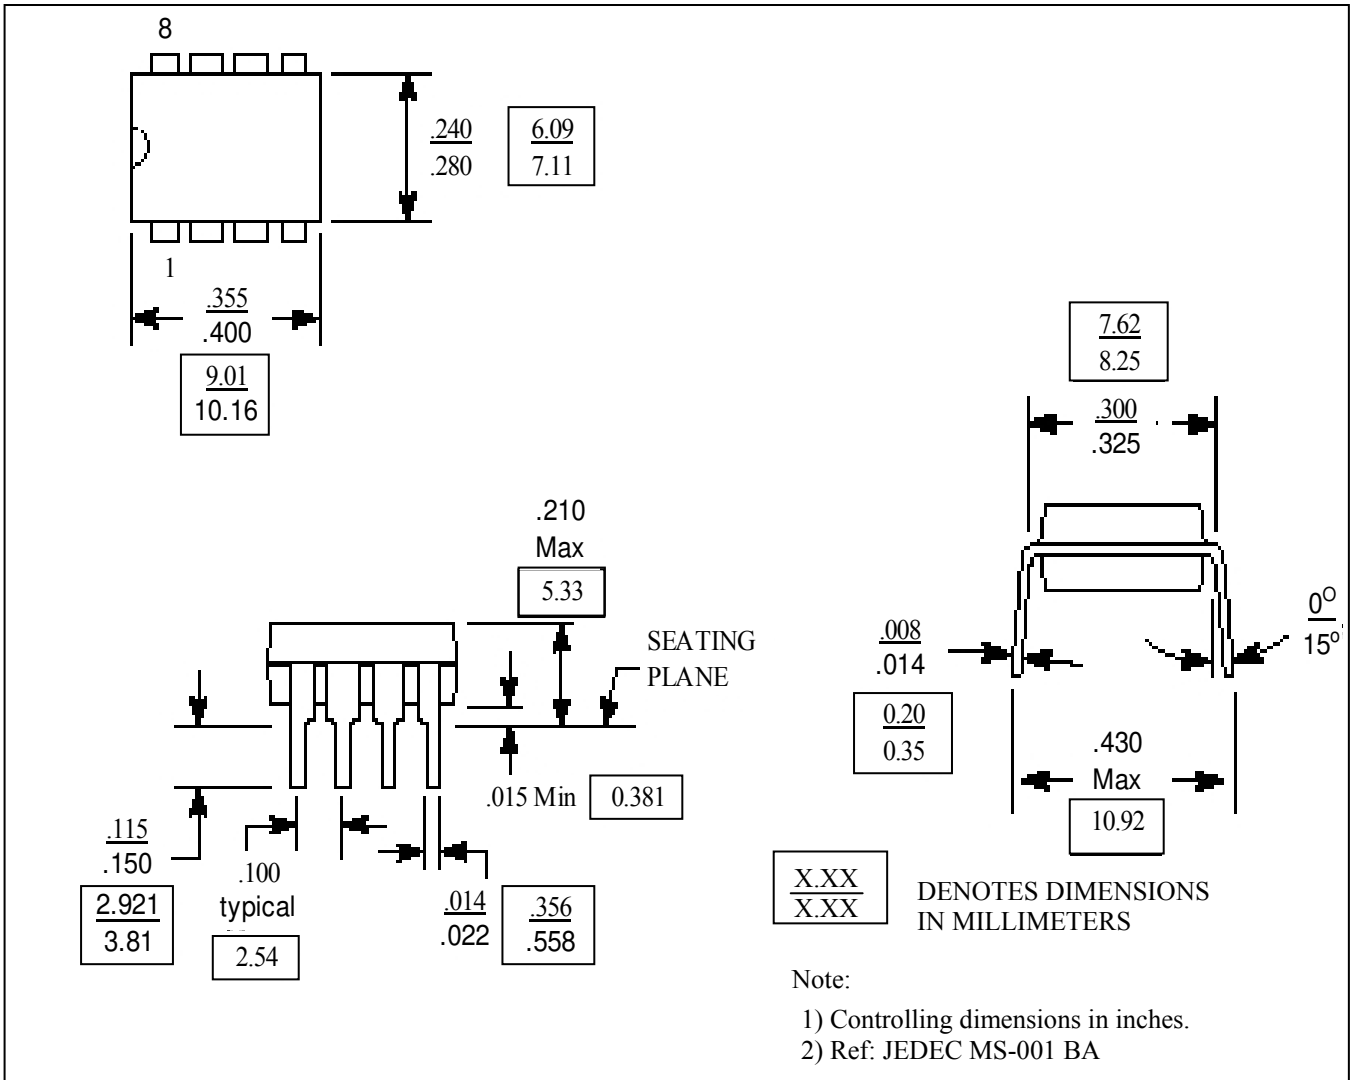 8
.240
.280
6.09
7.11
1
.355
.400
9.01
10.16
7.62
8.25
.300
.325
.210
Max
5.33
SEATING
PLANE
.015 Min
0.381
.115
.150
2.921
3.81
.100
typical
2.54
.014
.022
.356
.558
.008
.014
0.20
0.35
0°
15°
.430
Max
10.92
X.XX
X.XX
DENOTES DIMENSIONS
IN MILLIMETERS
Note:
1) Controlling dimensions in inches.
2) Ref: JEDEC MS-001 BA